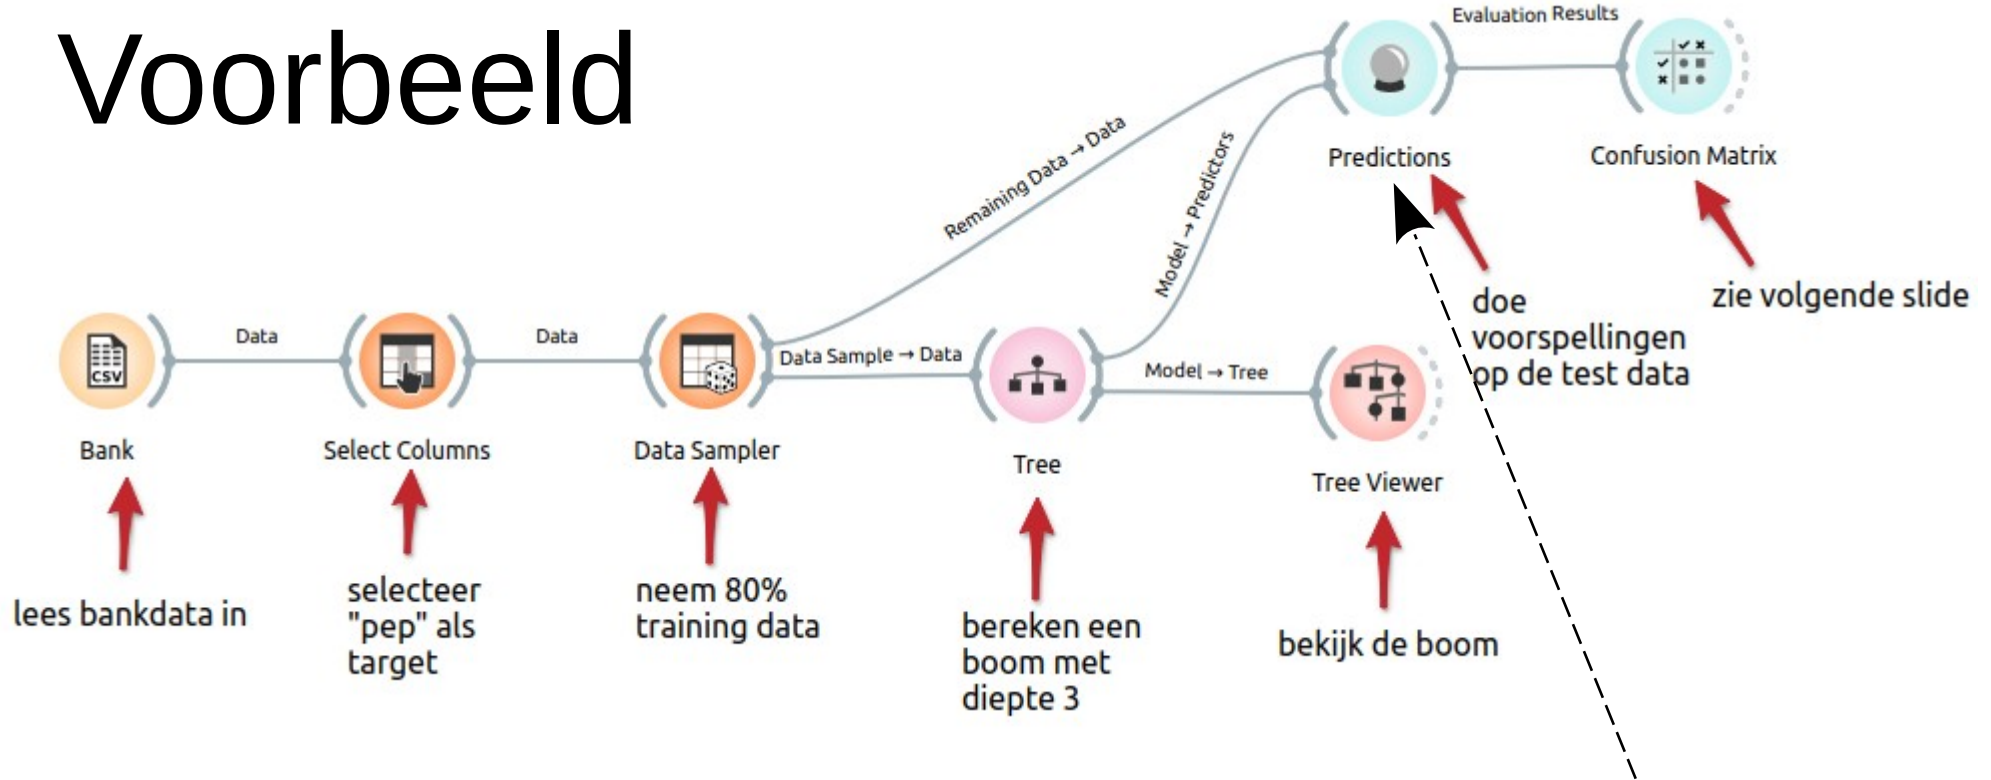 Voorbeeld
Evaluation Results
Predictions
Confusion Matrix
Remaining Data → Data
Model → Predictors
doe
voorspellingen
op de test data
zie volgende slide
Data
Data
Data Sample → Data
Model → Tree
CSV
Bank
Select Columns
Data Sampler
Tree
Tree Viewer
lees bankdata in
selecteer
"pep" als
target
neem 80%
training data
bereken een
boom met
diepte 3
bekijk de boom